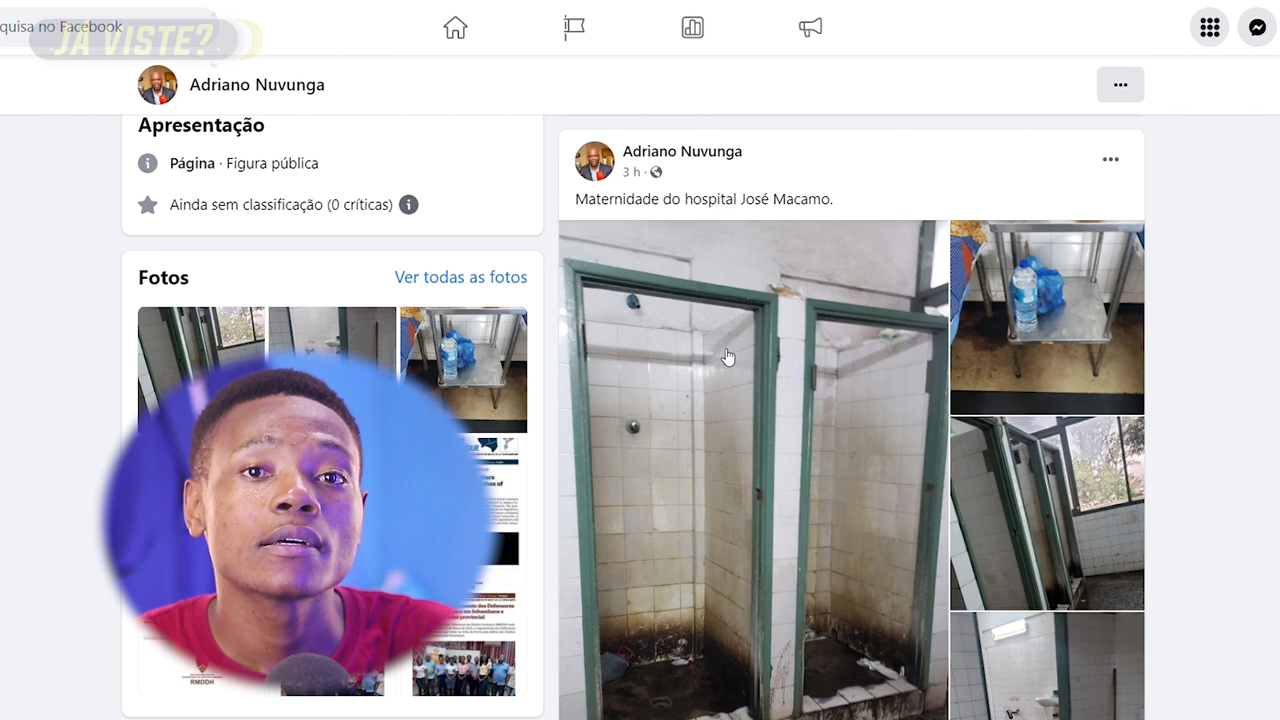 quisa no Facebook
JÁ VISTE?
Adriano Nuvunga
Apresentação
Página · Figura pública
Ainda sem classificação (0 críticas)
Fotos
Ver todas as fotos
RMDDH
Adriano Nuvunga
3 h ·
Maternidade do hospital José Macamo.